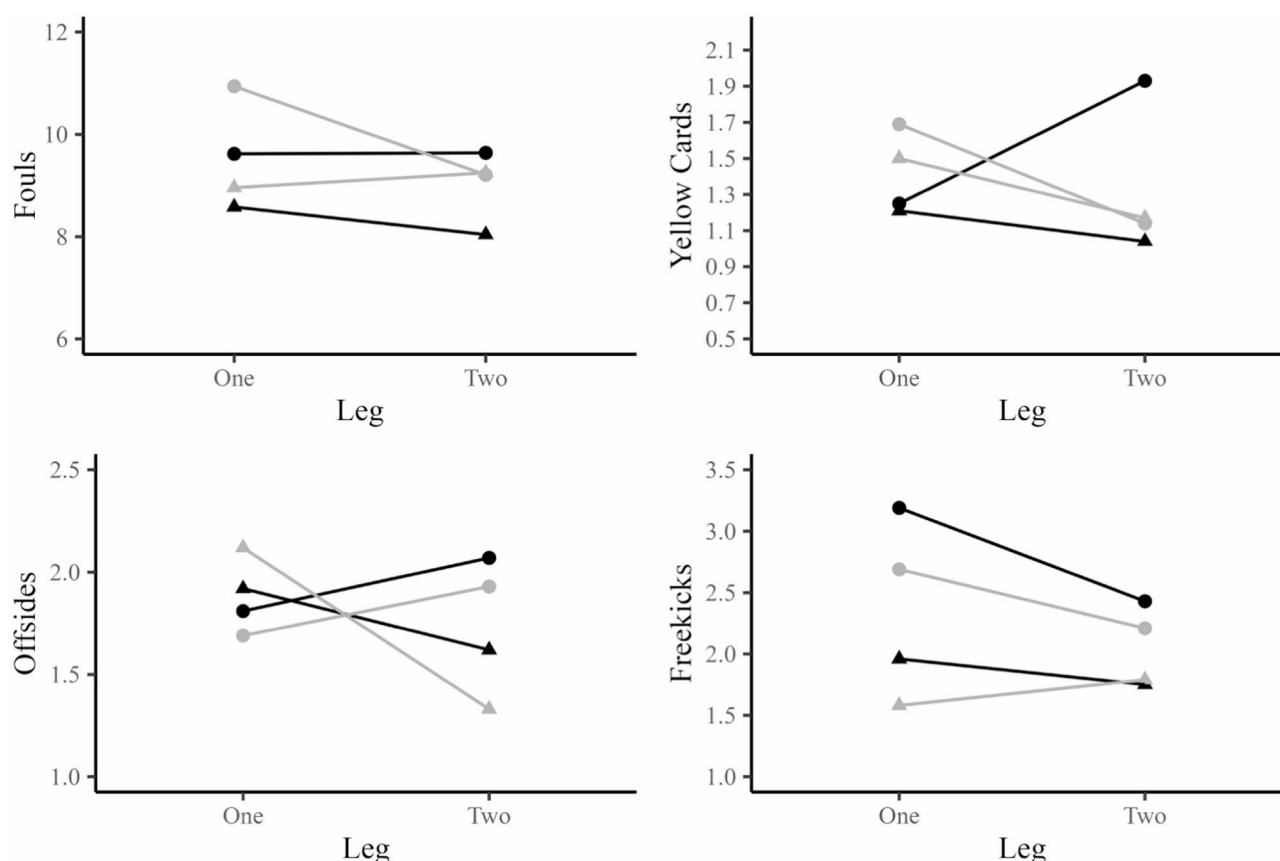 Fouls
12
10
8
6
One Two
Leg
Yellow Cards
2.1
1.9
1.7
1.5
1.3
1.1
0.9
0.7
0.5
One Two
Leg
Offsides
2.5
2.0
1.5
1.0
One Two
Leg
Freekicks
3.5
3.0
2.5
2.0
1.5
1.0
One Two
Leg